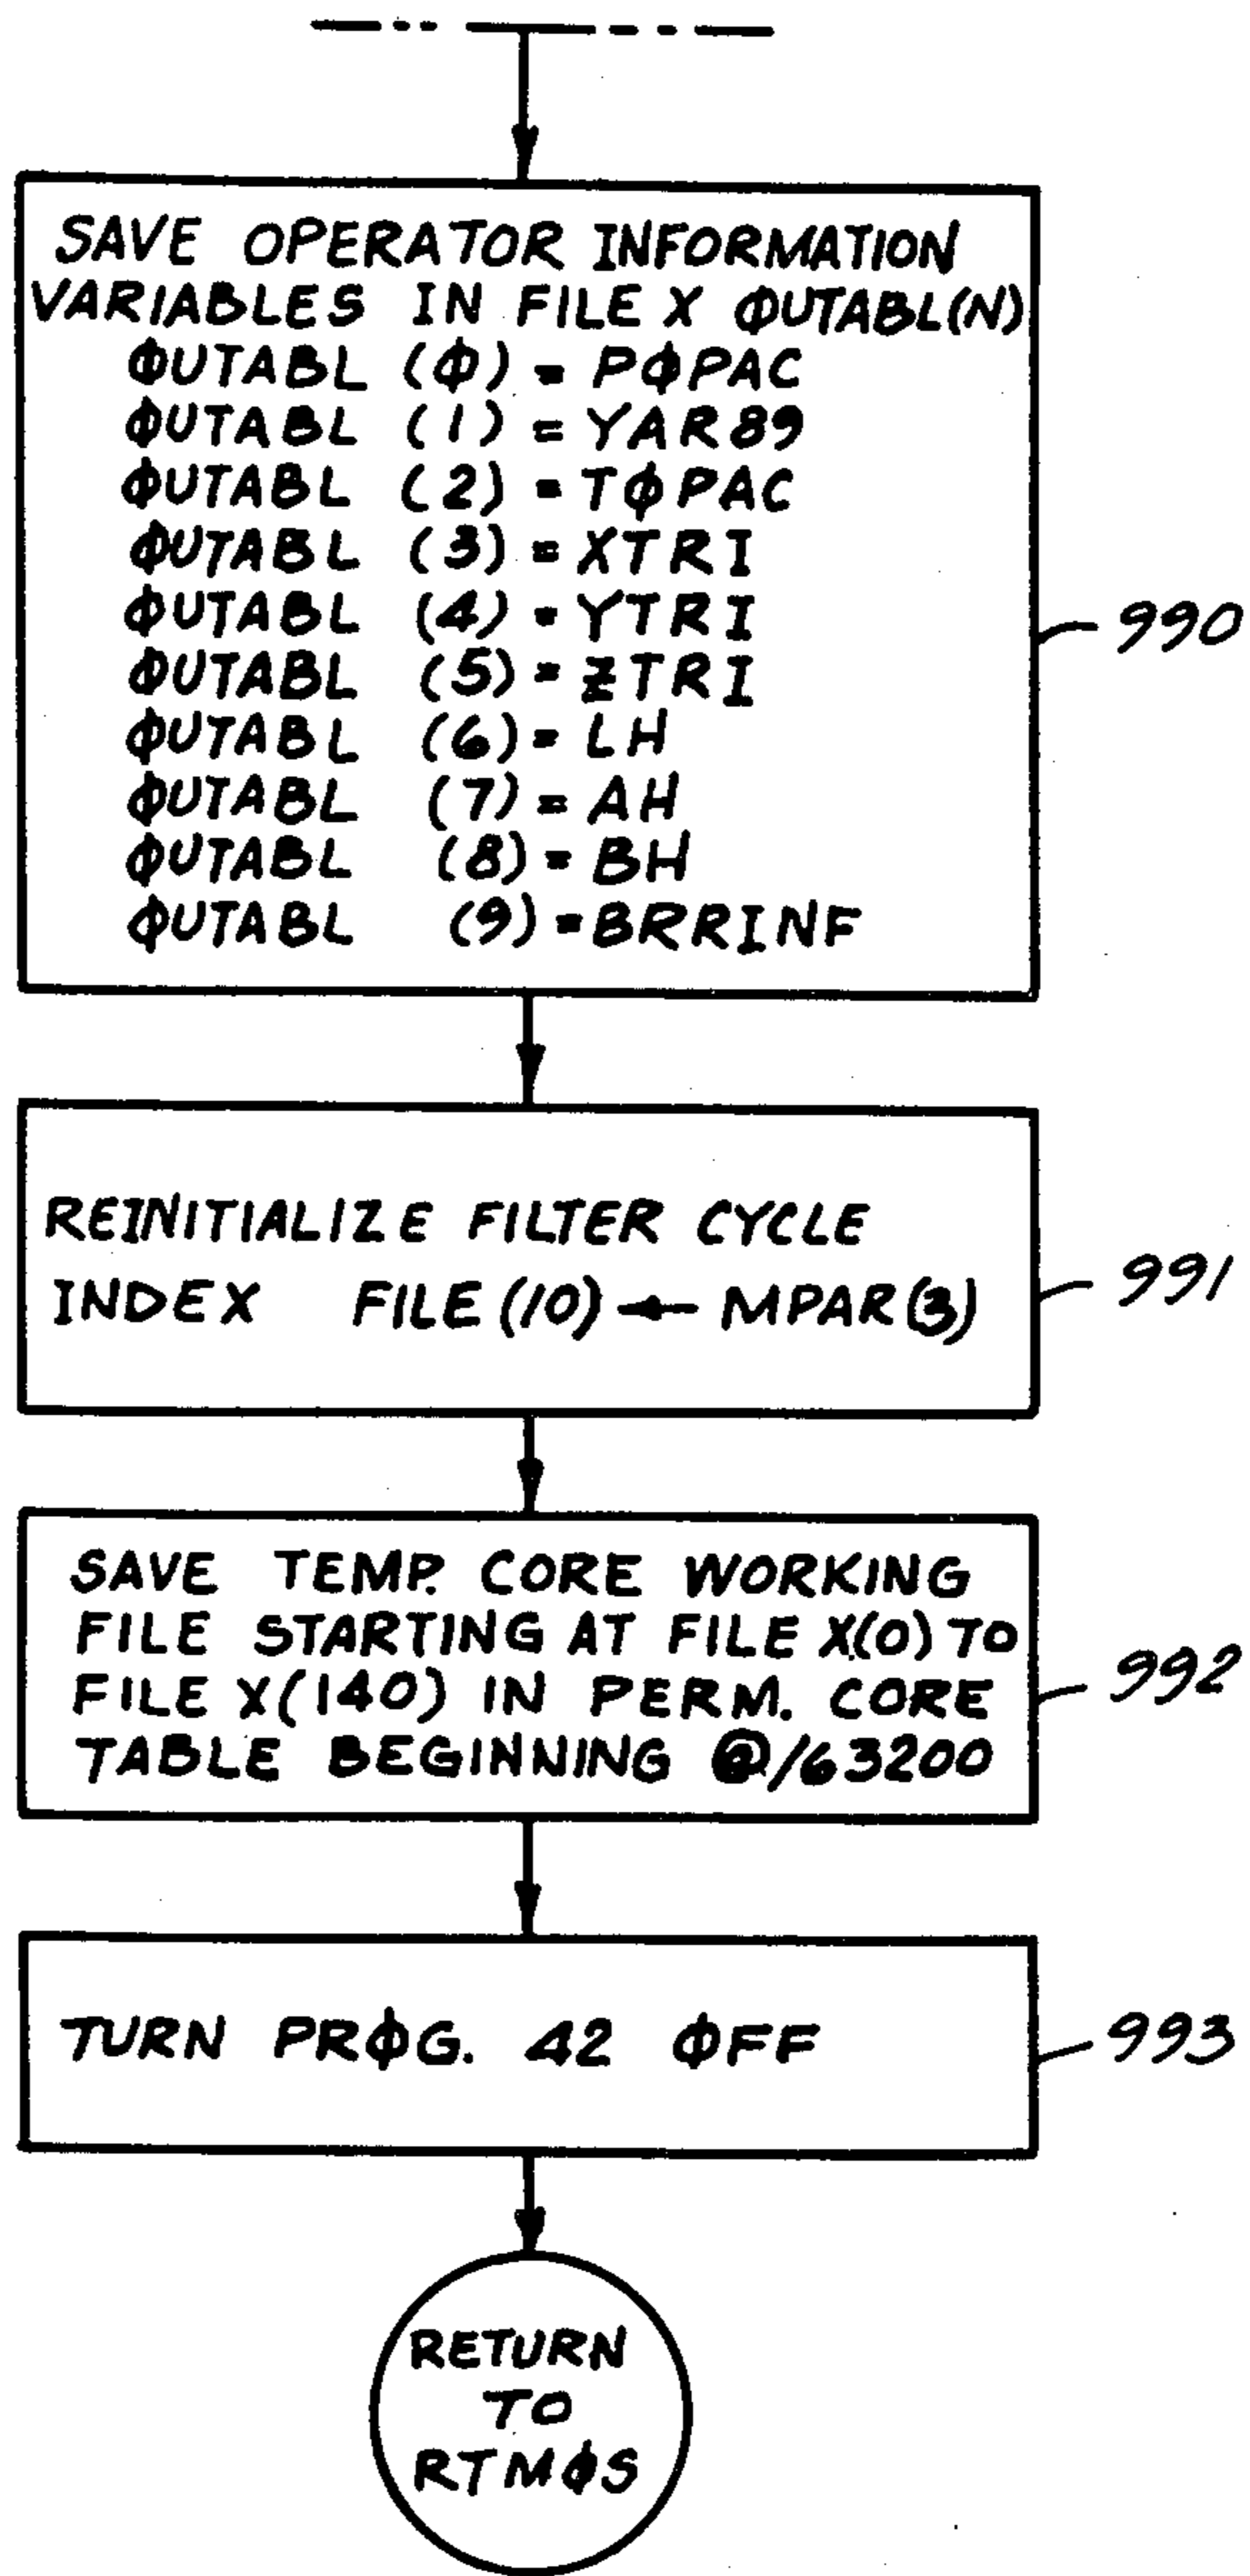 SAVE OPERATOR INFORMATION
VARIABLES IN FILE X ΦUTABL(N)
ΦUTABL (Φ) = PΦPAC
ΦUTABL (1) = YAR89
ΦUTABL (2) = TΦPAC
ΦUTABL (3) = XTRI
ΦUTABL (4) = YTRI
ΦUTABL (5) = ZTRI
ΦUTABL (6) = LH
ΦUTABL (7) = AH
ΦUTABL (8) = BH
ΦUTABL (9) = BRRINF
990
REINITIALIZE FILTER CYCLE
INDEX FILE (10) ← MPAR(3)
991
SAVE TEMP. CORE WORKING
FILE STARTING AT FILE X(0) TO
FILE X(140) IN PERM. CORE
TABLE BEGINNING @/63200
992
TURN PRΦG. 42 ΦFF
993
RETURN
TO
RTMΦS